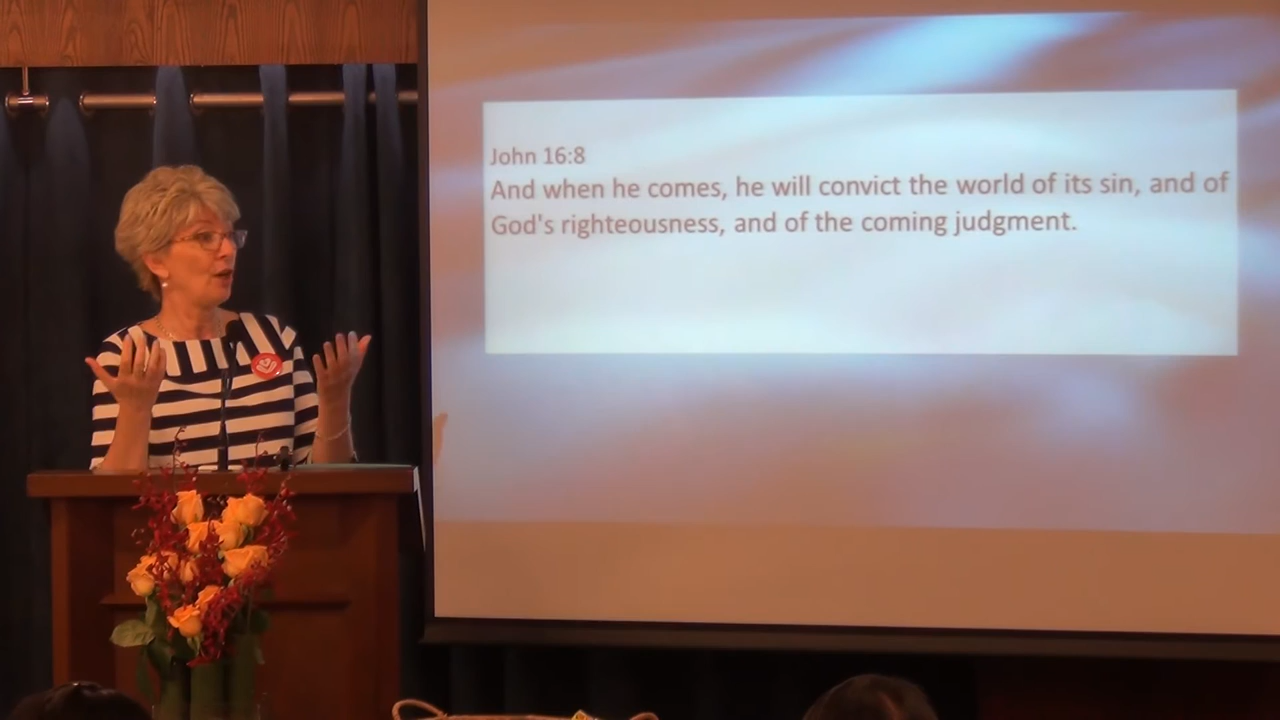 John 16:8
And when he comes, he will convict the world of its sin, and of
God's righteousness, and of the coming judgment.